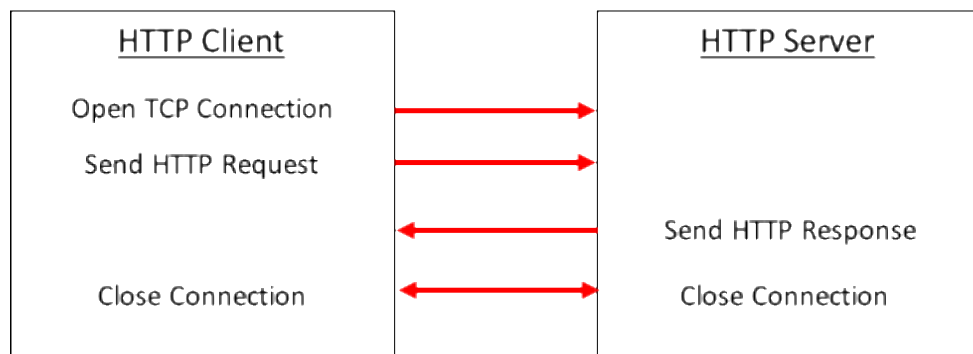 HTTP Client
HTTP Server
Open TCP Connection
Send HTTP Request
Send HTTP Response
Close Connection
Close Connection